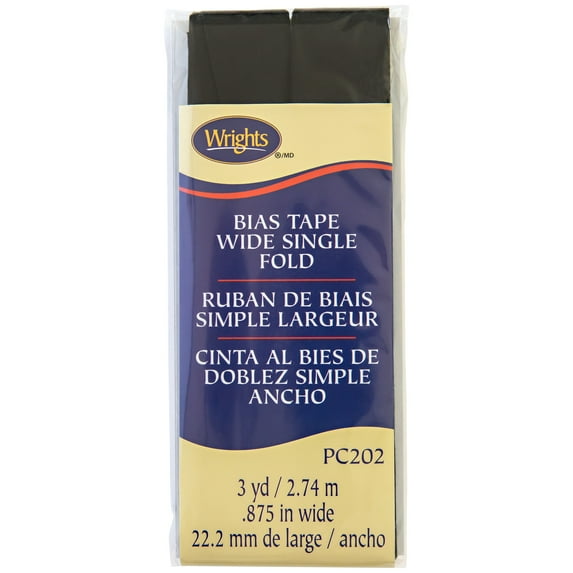 Wrights
®/MD
BIAS TAPE
WIDE SINGLE
FOLD
RUBAN DE BIAIS
SIMPLE LARGEUR
CINTA AL BIES DE
DOBLEZ SIMPLE
ANCHO
PC202
3 yd / 2.74 m
.875 in wide
22.2 mm de large / ancho